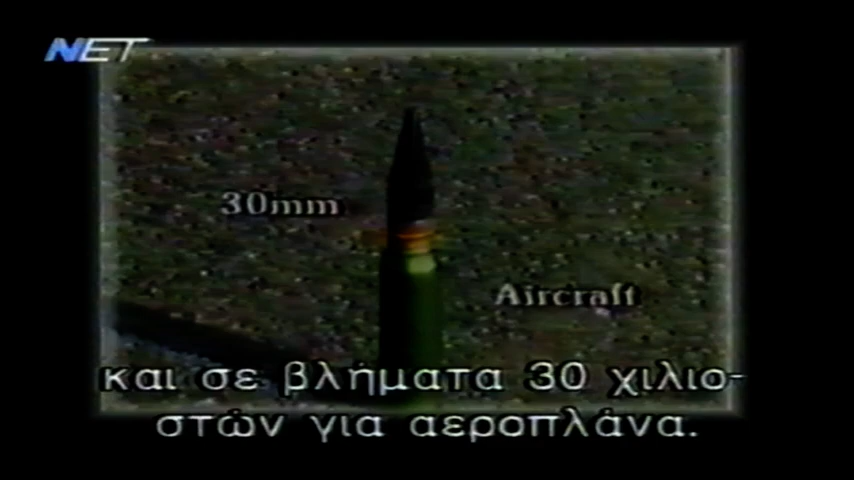 NET
30mm
Aircraft
και σε βλήματα 30 χιλιο-
στών για αεροπλάνα.